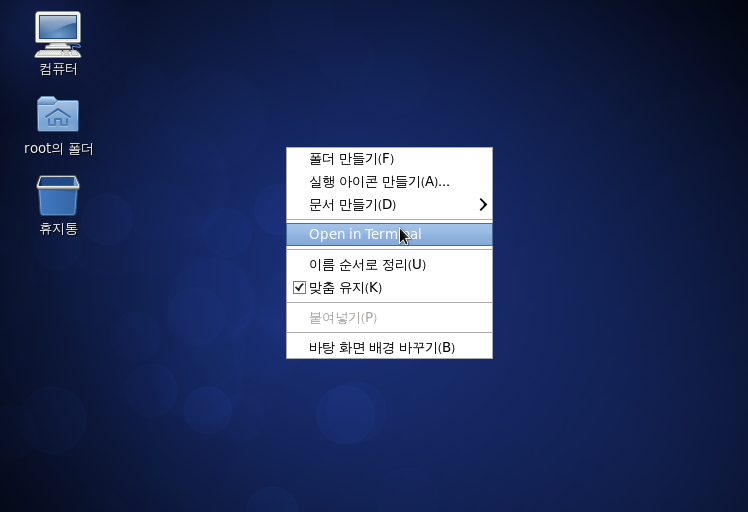 컴퓨터
root의 폴더
휴지통
폴더 만들기(F)
실행 아이콘 만들기(A)...
문서 만들기(D)
Open in Terminal
이름 순서로 정리(U)
맞춤 유지(K)
붙여넣기(P)
바탕 화면 배경 바꾸기(B)